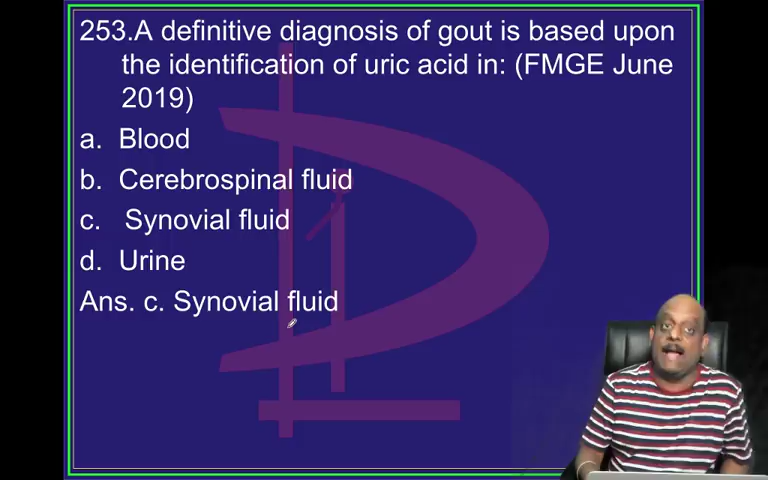 253.A definitive diagnosis of gout is based upon
the identification of uric acid in: (FMGE June
2019)
a. Blood
b. Cerebrospinal fluid
c. Synovial fluid
d. Urine
Ans. c. Synovial fluid